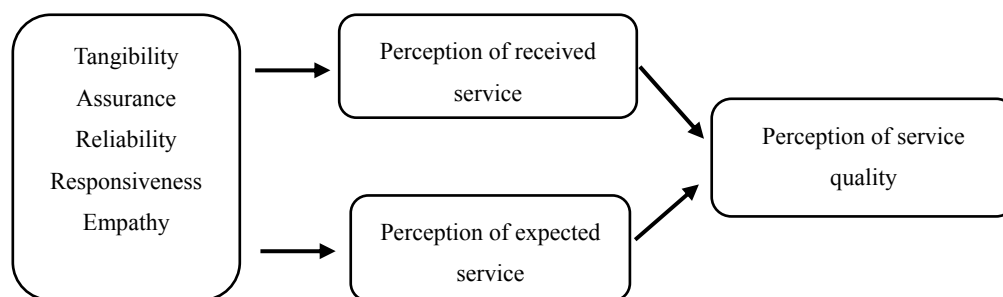 Tangibility
Assurance
Reliability
Responsiveness
Empathy
Perception of received
service
Perception of expected
service
Perception of service
quality